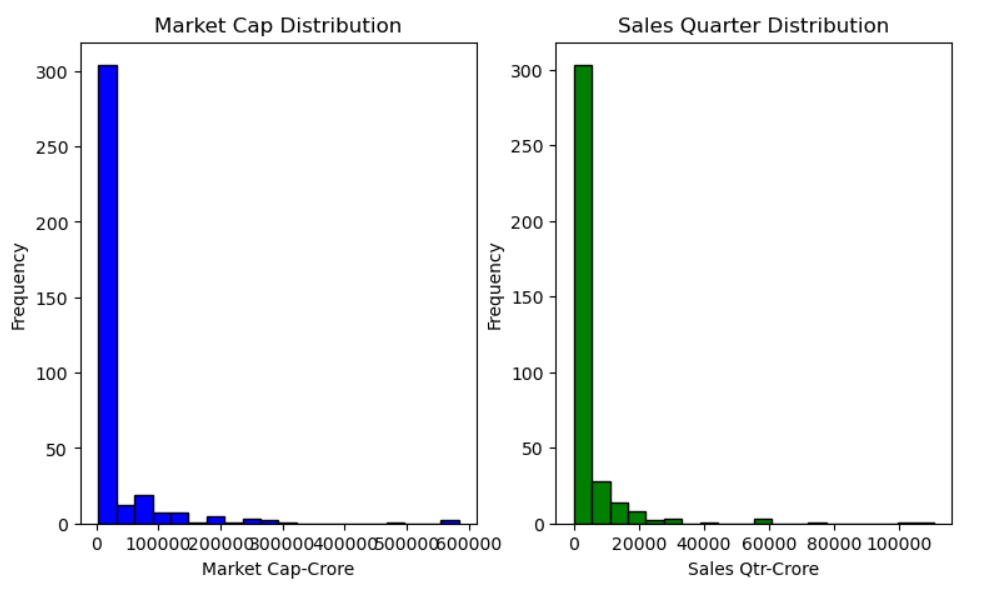 Market Cap Distribution
Frequency
300
250
200
150
100
50
0
0 100000 200000 300000 400000 500000 600000
Market Cap-Crore
Sales Quarter Distribution
Frequency
300
250
200
150
100
50
0
0 20000 40000 60000 80000 100000
Sales Qtr-Crore